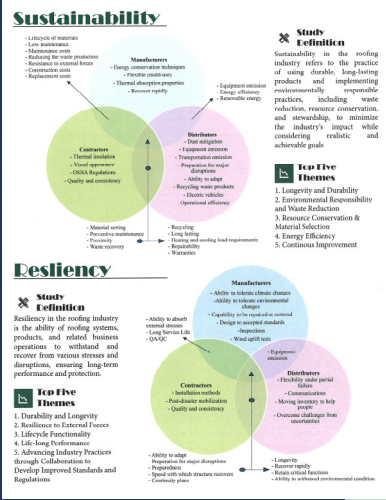 Sustainability
- Lifecycle of materials
- Low maintenance
- Maintenance costs
- Reducing the waste production
- Resistance to external forces
- Construction costs
- Replacement costs
Manufacturers
- Energy conservation techniques
- Flexible (multi-use)
- Thermal absorption properties
- Recover rapidly
- Equipment emission
- Energy efficiency
- Renewable energy
Contractors
- Thermal insulation
- Visual appearance
- OSHA Regulations
- Quality and consistency
Distributors
- Dust mitigation
- Equipment emission
- Transportation emission
- Preparation for major
disruptions
- Ability to adapt
- Recycling waste products
- Electric vehicles
Operational efficiency
- Material sorting
- Preventive maintenance
- Proximity
- Waste recovery
- Recycling
- Long lasting
- Heating and cooling load requirements
- Repairability
- Warranties
Study
Definition
Sustainability in the roofing
industry refers to the practice
of using durable, long-lasting
products and implementing
environmentally responsible
practices, including waste
reduction, resource conservation,
and stewardship, to minimize
the industry's impact while
considering realistic and
achievable goals
Top Five
Themes
1. Longevity and Durability
2. Environmental Responsibility
and Waste Reduction
3. Resource Conservation &
Material Selection
4. Energy Efficiency
5. Continous Improvement
Resliency
Study
Definition
Resiliency in the roofing industry
is the ability of roofing systems,
products, and related business
operations to withstand and
recover from various stresses and
disruptions, ensuring long-term
performance and protection.
Top Five
Themes
1. Durability and Longevity
2. Resilience to External Forces
3. Lifecycle Functionality
4. Life-long Performance
5. Advancing Industry Practices
through Collaboration to
Develop Improved Standards and
Regulations
Manufacturers
- Ability to tolerate climate changes
- Ability to tolerate environmental
changes
- Capability to be repaired or restored
- Design to accepted standards
- Inspections
- Wind uplift tests
- Ability to absorb
external stresses
- Long Service Life
- QA/QC
- Equipment
emission
Contractors
- Installation methods
- Post-disaster mobilization
- Quality and consistency
Distributors
- Flexibility under partial
failure
- Communications
- Moving inventory to help
people
- Overcome challenges from
uncertainties
- Ability to adapt
- Preparation for major disruptions
- Preparedness
- Speed with which structure recovers
- Continuity plans
- Longevity
- Recover rapidly
- Retain critical functions
- Ability to withstand environmental condition